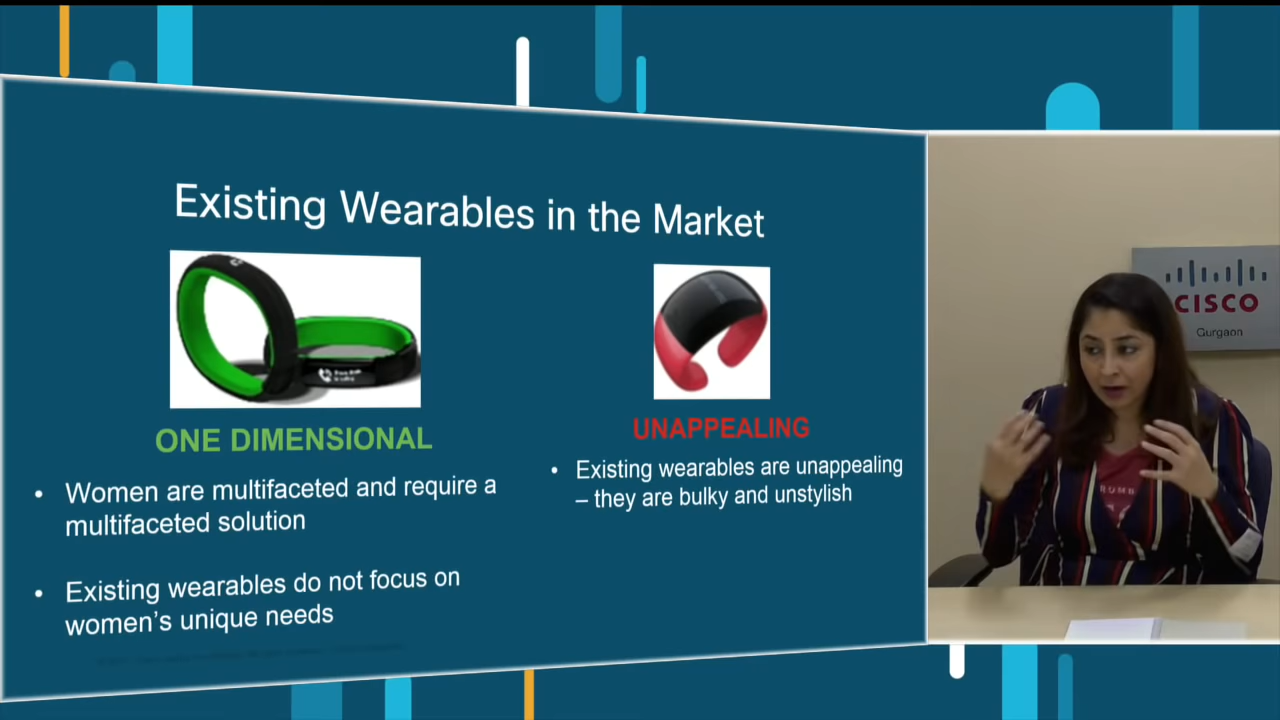 Existing Wearables in the Market
ONE DIMENSIONAL
• Women are multifaceted and require a
multifaceted solution
• Existing wearables do not focus on
women's unique needs
UNAPPEALING
• Existing wearables are unappealing
– they are bulky and unstylish
CISCO
Gurgaon
RUMB